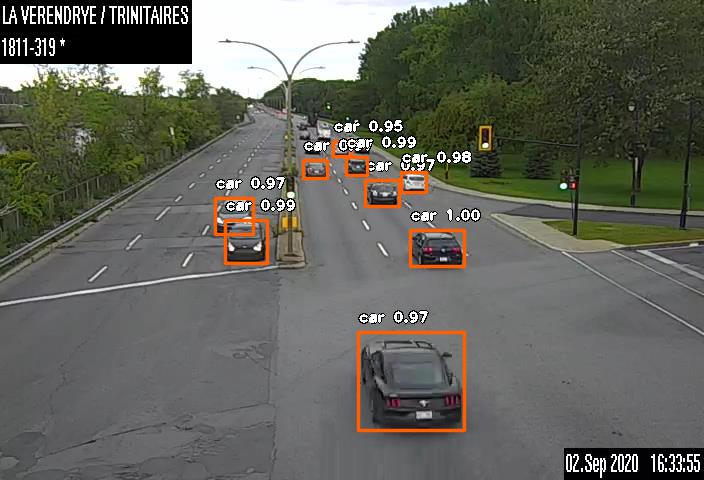 LA VERENDRYE / TRINITAIRES
1811-319 *
car 0.95
car 0.99
car 0.98
car 0.97
car 0.99
car 1.00
car 0.97
02.Sep 2020 16:33:55